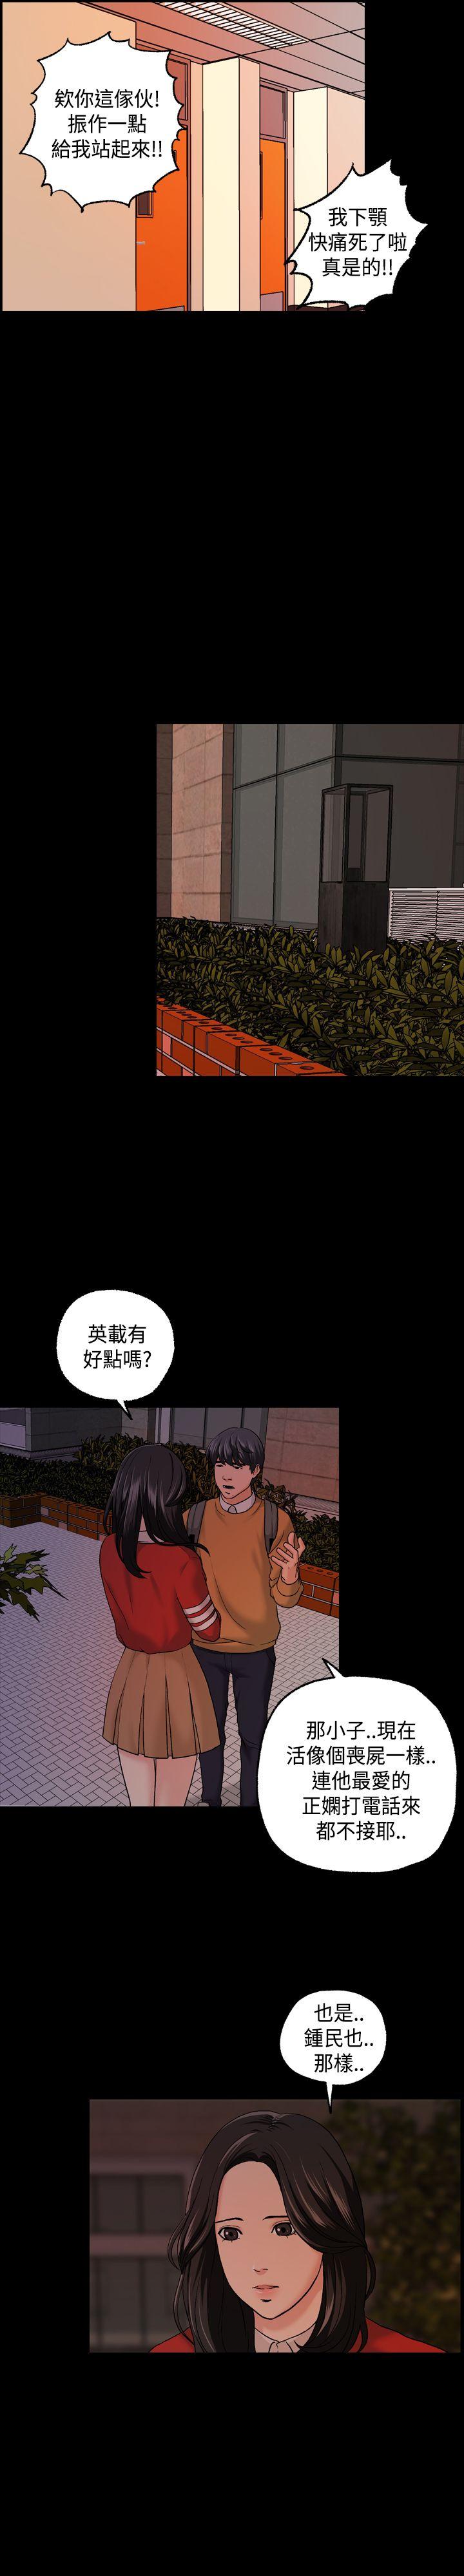 欸你這傢伙!
振作一點
給我站起來!!
我下顎
快痛死了啦
真是的!!
英載有
好點嗎?
那小子..現在
活像個喪屍一樣..
連他最愛的
正嫻打電話來
都不接耶..
也是..
鍾民也..
那樣..